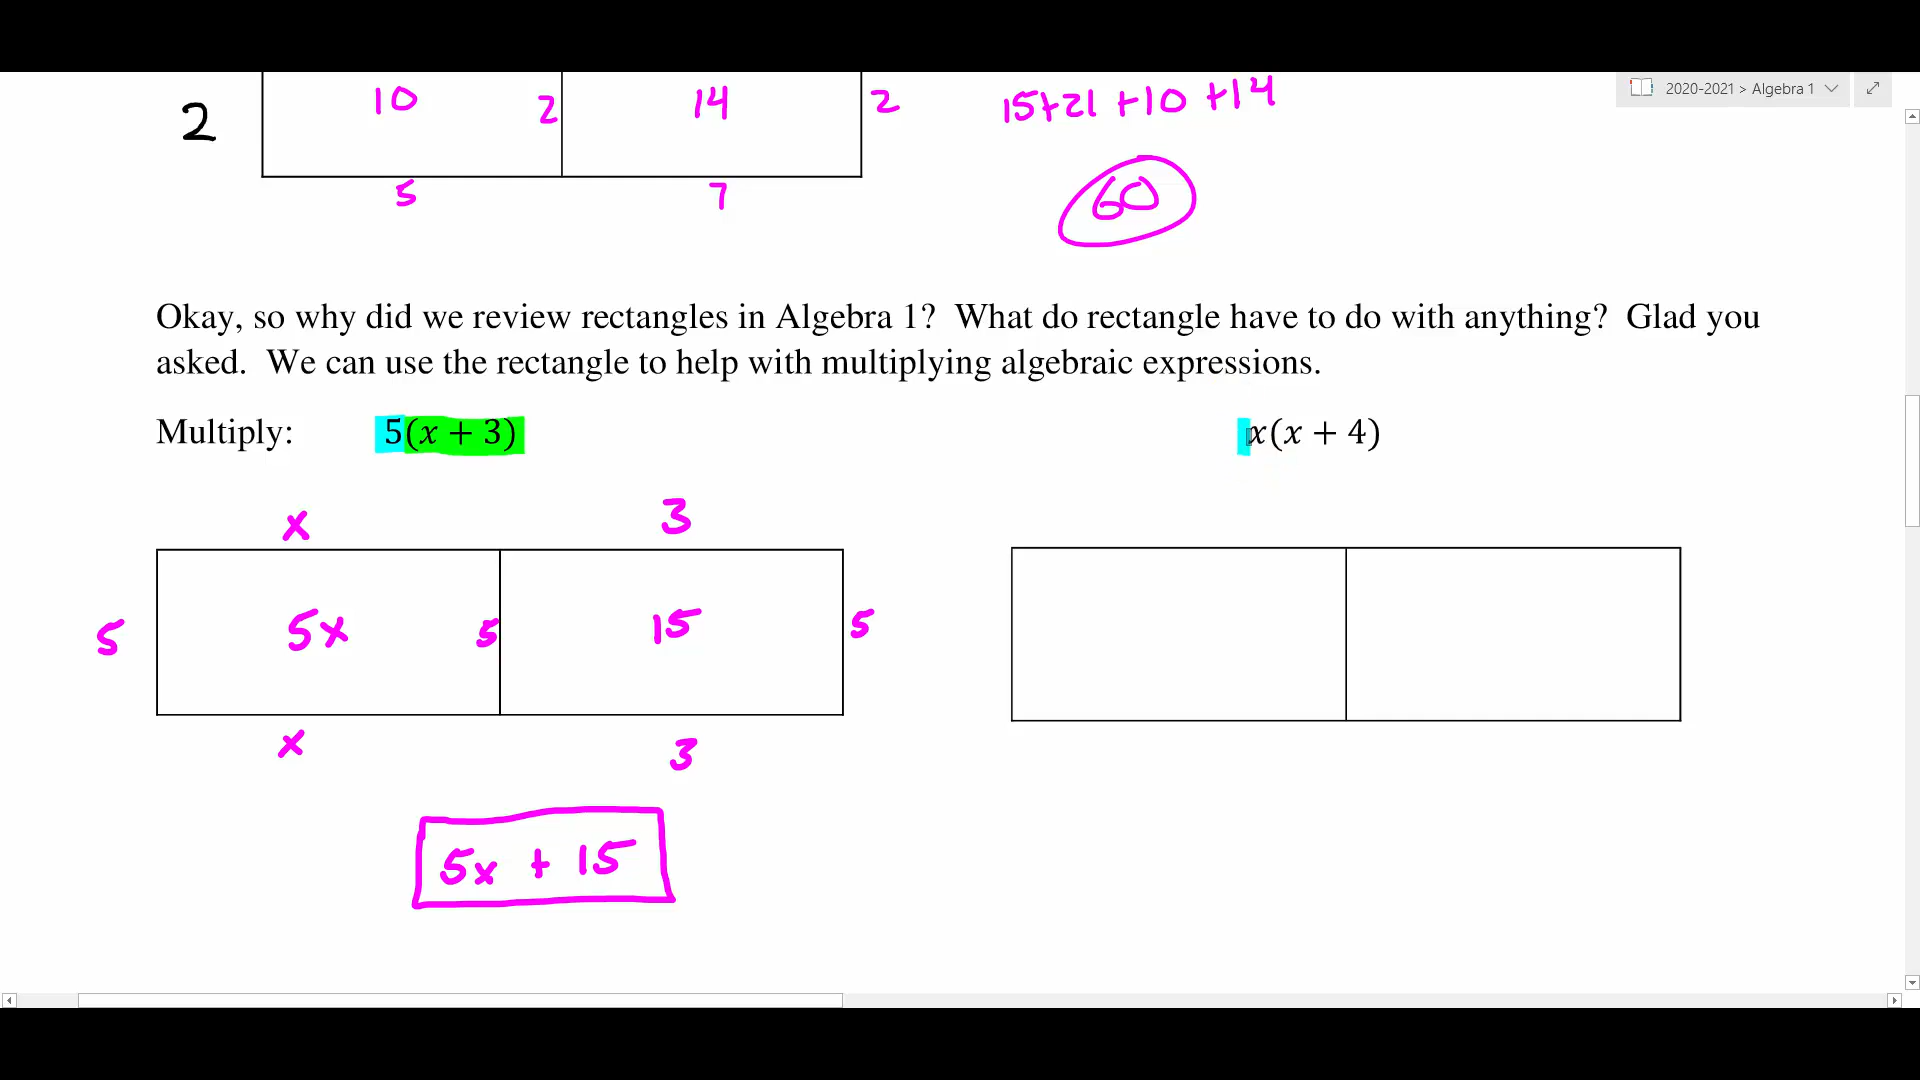 2020-2021 > Algebra 1
10 2 14 2 15+21 +10 +14
2
5 7 60
Okay, so why did we review rectangles in Algebra 1? What do rectangle have to do with anything? Glad you
asked. We can use the rectangle to help with multiplying algebraic expressions.
Multiply: 5(x + 3) x(x + 4)
x 3
5 5x 5 15 5
x 3
5x + 15